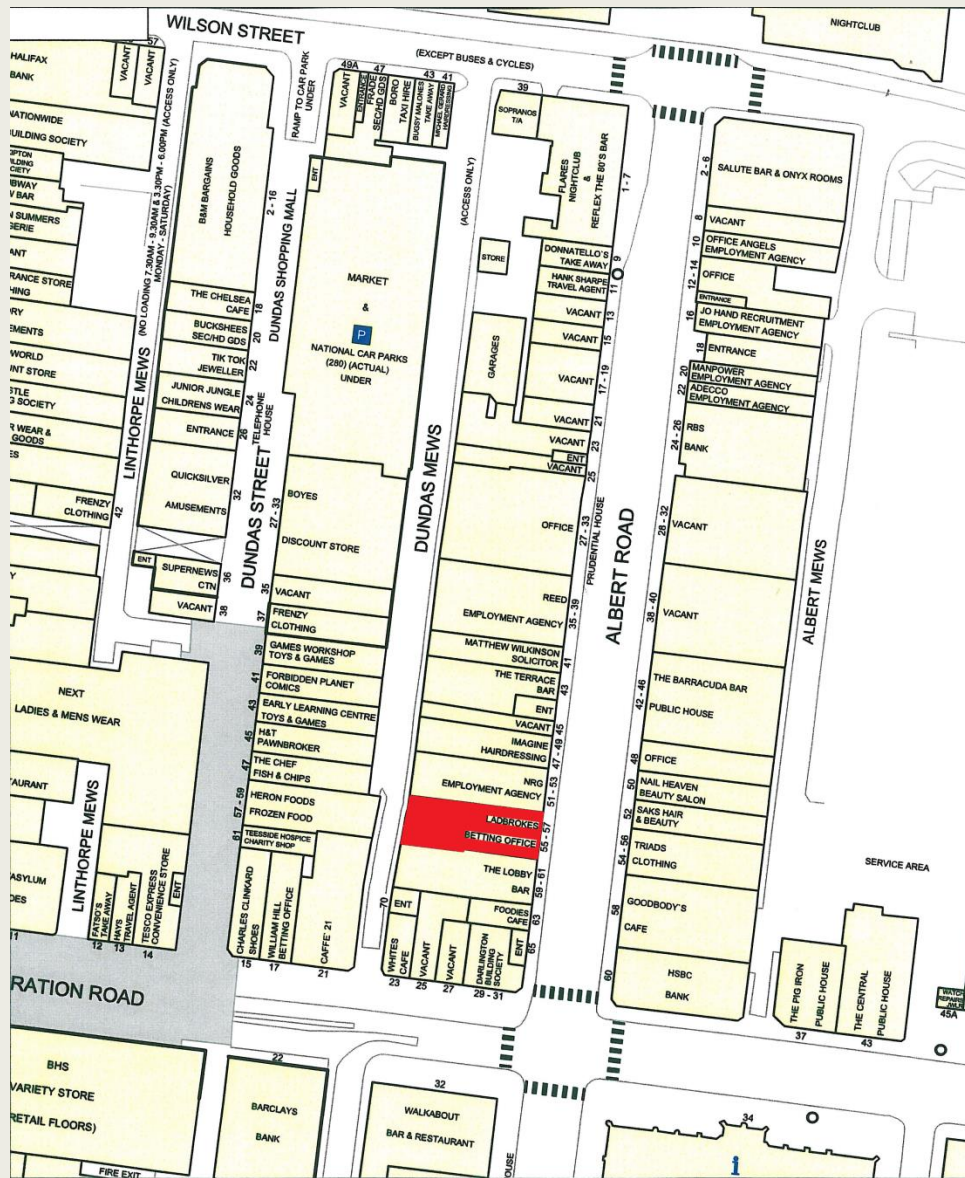 WILSON STREET
(EXCEPT BUSES & CYCLES)
NIGHTCLUB
HALIFAX
BANK
VACANT
57
VACANT
NATIONWIDE
BUILDING SOCIETY
(NO LOADING 7.30AM - 9.30AM & 3.30PM - 6.00PM (ACCESS ONLY)
MONDAY - SATURDAY)
LINTHORPE MEWS
B&M BARGAINS
HOUSEHOLD GOODS
2 - 16
RAMP TO CAR PARK
UNDER
DUNDAS SHOPPING MALL
49A
VACANT
ENTRANCE
47
FRADE
SEC/HD GDS
BORO
TAXI HIRE
43
BUGSY MALONES
TAKE AWAY
41
MICHAEL GERARD
HAIRDRESSING
ENT
MARKET
&
P
NATIONAL CAR PARKS
(280) (ACTUAL)
UNDER
THE CHELSEA
CAFE
18
BUCKSHEES
SEC/HD GDS
20
TIK TOK
JEWELLER
22
JUNIOR JUNGLE
CHILDRENS WEAR
24
TELEPHONE
HOUSE
ENTRANCE
26
QUICKSILVER
AMUSEMENTS
32
FRENZY
CLOTHING
42
ENT
SUPERNEWS
CTN
36
VACANT
38
DUNDAS STREET
BOYES
DISCOUNT STORE
27 - 33
VACANT
35
FRENZY
CLOTHING
37
GAMES WORKSHOP
TOYS & GAMES
39
FORBIDDEN PLANET
COMICS
41
EARLY LEARNING CENTRE
TOYS & GAMES
43
H&T
PAWNBROKER
45
THE CHEF
FISH & CHIPS
47
HERON FOODS
FROZEN FOOD
57 - 59
TEESSIDE HOSPICE
CHARITY SHOP
61
CHARLES CLINKARD
SHOES
15
WILLIAM HILL
BETTING OFFICE
17
CAFFE' 21
21
NEXT
LADIES & MENS WEAR
LINTHORPE MEWS
FATSO'S
TAKE AWAY
12
HAYS
TRAVEL AGENT
13
TESCO EXPRESS
CONVENIENCE STORE
14
ENT
11
RATION ROAD
BHS
VARIETY STORE
RETAIL FLOORS)
FIRE EXIT
22
BARCLAYS
BANK
32
WALKABOUT
BAR & RESTAURANT
DUNDAS MEWS
(ACCESS ONLY)
39
SOPRANOS
T/A
FLARES
NIGHTCLUB
&
REFLEX THE 80'S BAR
1 - 7
STORE
DONNATELLO'S
TAKE AWAY
9
HANK SHARPE
TRAVEL AGENT
11
GARAGES
VACANT
13
VACANT
15
VACANT
17 - 19
VACANT
21
VACANT
23
ENT
VACANT
25
OFFICE
27 - 33
PRUDENTIAL HOUSE
REED
EMPLOYMENT AGENCY
35 - 39
MATTHEW WILKINSON
SOLICITOR
41
THE TERRACE
BAR
43
ENT
VACANT
45
IMAGINE
HAIRDRESSING
47 - 49
NRG
EMPLOYMENT AGENCY
51 - 53
LADBROKES
BETTING OFFICE
55 - 57
THE LOBBY
BAR
59 - 61
70
ENT
FOODIES
CAFE
63
ENT
65
WHITES
CAFE
23
VACANT
25
VACANT
27
DARLINGTON
BUILDING
SOCIETY
29 - 31
ALBERT ROAD
SALUTE BAR & ONYX ROOMS
2 - 6
VACANT
8
OFFICE ANGELS
EMPLOYMENT AGENCY
10
OFFICE
12 - 14
ENTRANCE
JO HAND RECRUITMENT
EMPLOYMENT AGENCY
16
ENTRANCE
18
MANPOWER
EMPLOYMENT AGENCY
20
ADECCO
EMPLOYMENT AGENCY
22
RBS
BANK
24 - 26
VACANT
28 - 32
VACANT
38 - 40
THE BARRACUDA BAR
PUBLIC HOUSE
42 - 46
OFFICE
48
NAIL HEAVEN
BEAUTY SALON
50
SAKS HAIR
& BEAUTY
52
TRIADS
CLOTHING
54 - 56
GOODBODY'S
CAFE
58
HSBC
BANK
60
ALBERT MEWS
SERVICE AREA
THE PIG IRON
PUBLIC HOUSE
37
THE CENTRAL
PUBLIC HOUSE
43
45A
34
i